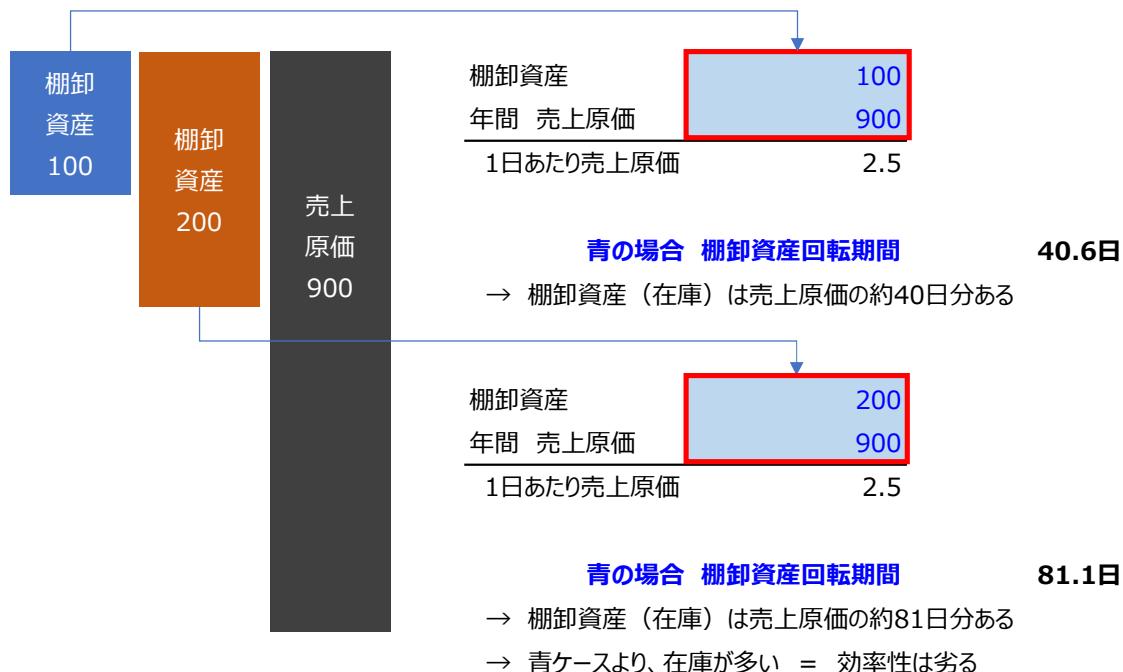 棚卸
資産
100
棚卸
資産
200
売上
原価
900
棚卸資産 100
年間 売上原価 900
1日あたり売上原価 2.5
青の場合 棚卸資産回転期間 40.6日
→ 棚卸資産（在庫）は売上原価の約40日分ある
棚卸資産 200
年間 売上原価 900
1日あたり売上原価 2.5
青の場合 棚卸資産回転期間 81.1日
→ 棚卸資産（在庫）は売上原価の約81日分ある
→ 青ケースより、在庫が多い = 効率性は劣る